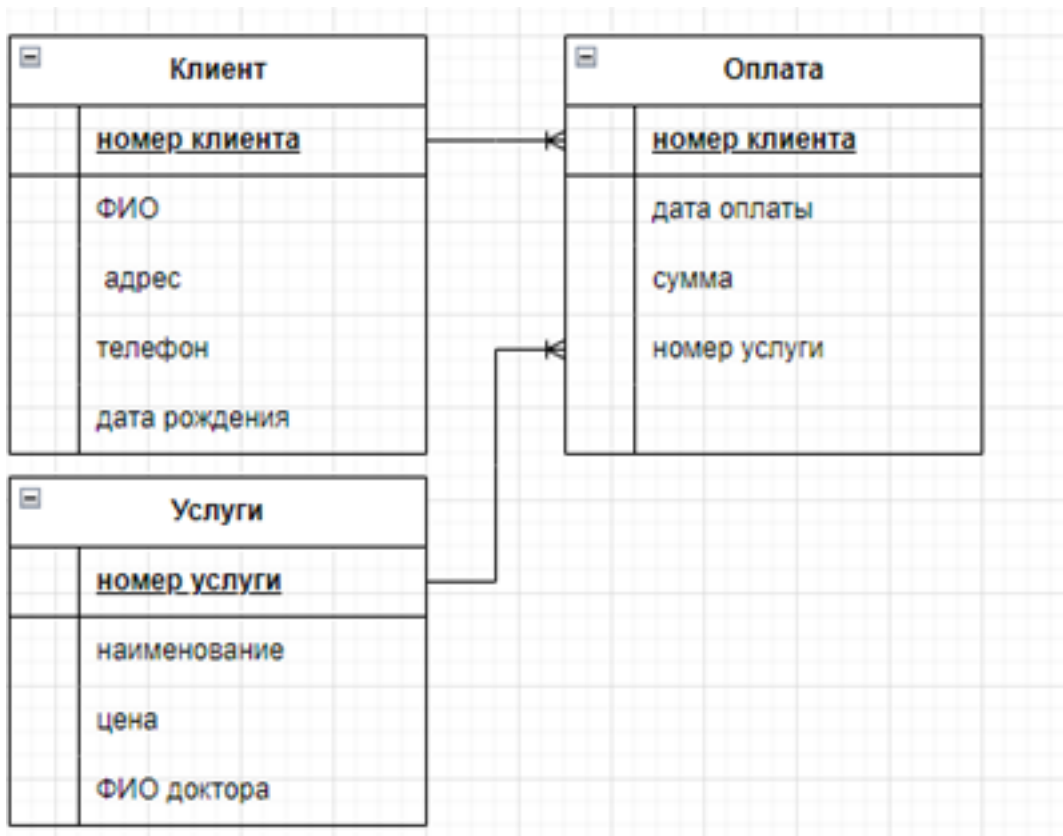 Клиент
номер клиента
ФИО
адрес
телефон
дата рождения
Оплата
номер клиента
дата оплаты
сумма
номер услуги
Услуги
номер услуги
наименование
цена
ФИО доктора